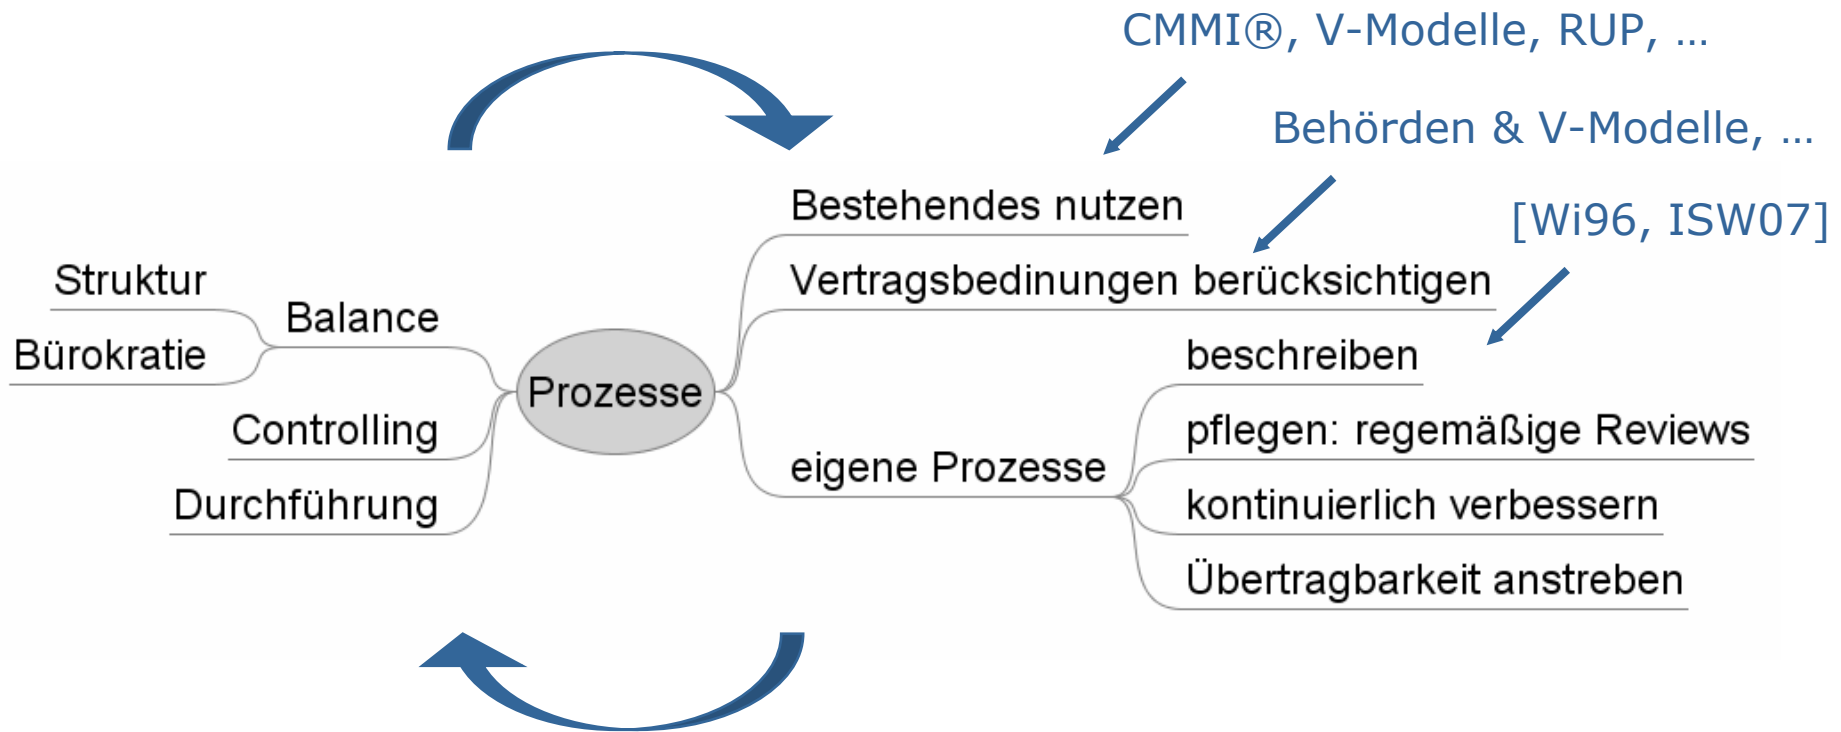 CMMI®, V-Modelle, RUP, ...
Behörden & V-Modelle, ...
[Wi96, ISW07]
Struktur
Bürokratie
Balance
Controlling
Durchführung
Prozesse
Bestehendes nutzen
Vertragsbedinungen berücksichtigen
eigene Prozesse
beschreiben
pflegen: regemäßige Reviews
kontinuierlich verbessern
Übertragbarkeit anstreben